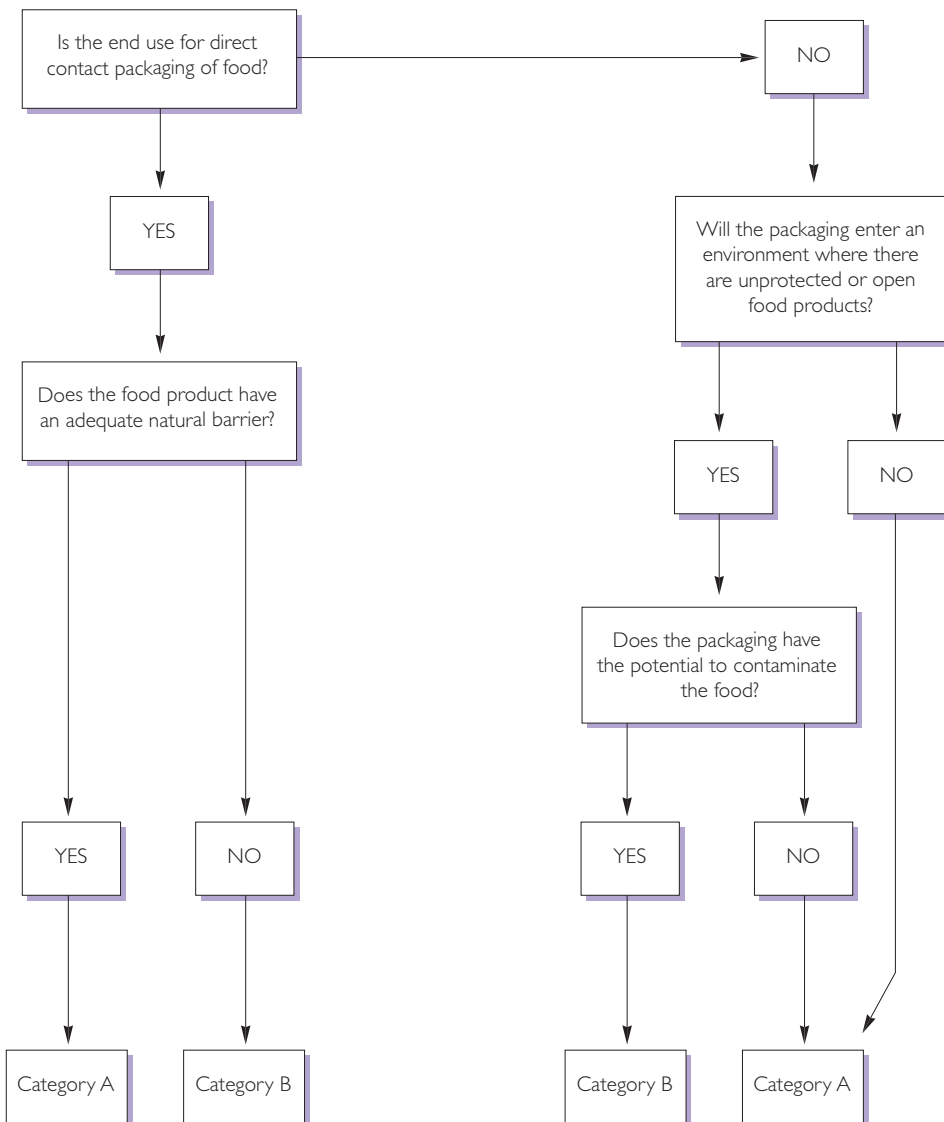 Is the end use for direct
contact packaging of food?
NO
YES
Will the packaging enter an
environment where there
are unprotected or open
food products?
Does the food product have
an adequate natural barrier?
YES
NO
Does the packaging have
the potential to contaminate
the food?
YES
NO
YES
NO
Category A
Category B
Category B
Category A